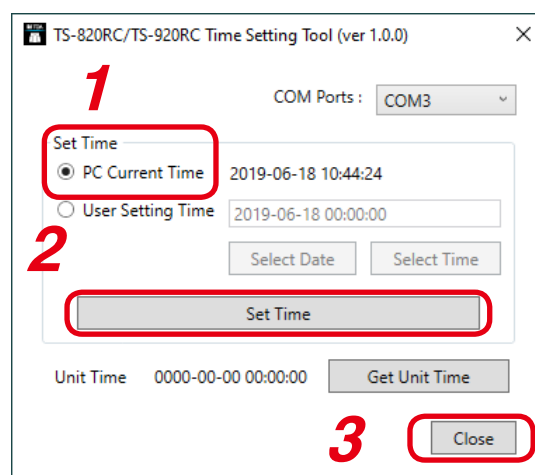 TS-820RC/TS-920RC Time Setting Tool (ver 1.0.0)
1
COM Ports : COM3
Set Time
PC Current Time 2019-06-18 10:44:24
User Setting Time 2019-06-18 00:00:00
2
Select Date Select Time
Set Time
Unit Time 0000-00-00 00:00:00 Get Unit Time
3
Close